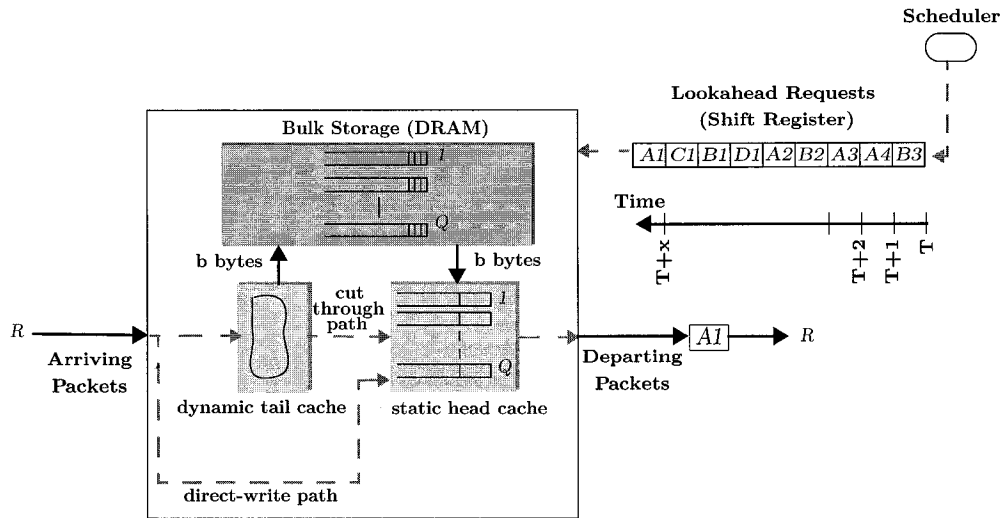 Scheduler
Lookahead Requests
(Shift Register)
A1 C1 B1 D1 A2 B2 A3 A4 B3
Time
T+x
T+2
T+1
T
Bulk Storage (DRAM)
1
Q
b bytes
b bytes
cut
through
path
1
Q
R
Arriving
Packets
dynamic tail cache
static head cache
direct-write path
Departing
Packets
A1
R